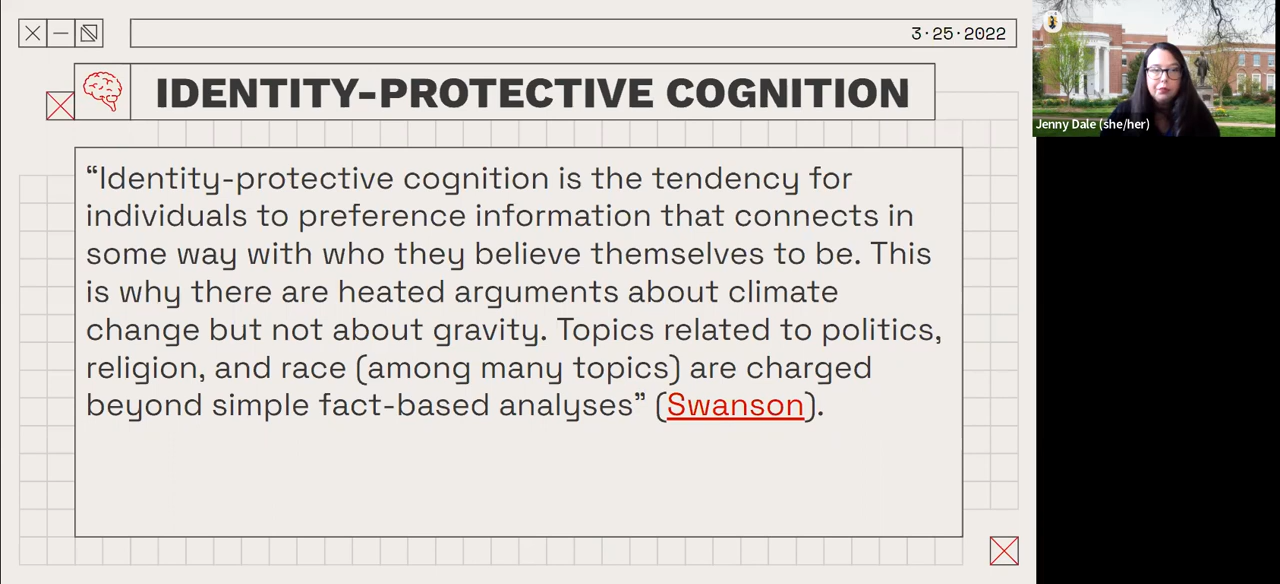 3·25·2022
IDENTITY-PROTECTIVE COGNITION
“Identity-protective cognition is the tendency for
individuals to preference information that connects in
some way with who they believe themselves to be. This
is why there are heated arguments about climate
change but not about gravity. Topics related to politics,
religion, and race (among many topics) are charged
beyond simple fact-based analyses” (Swanson).
Jenny Dale (she/her)